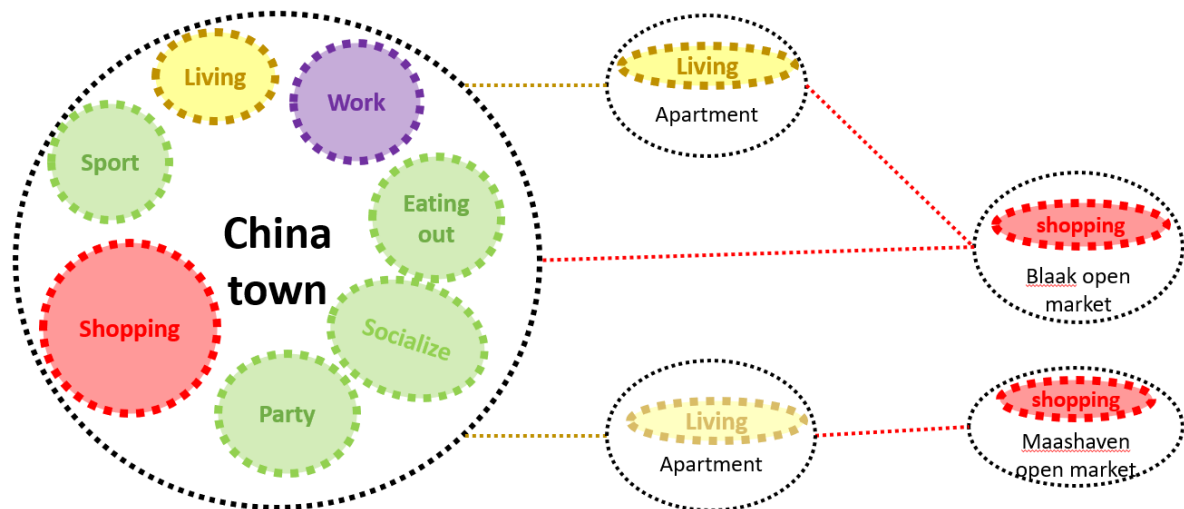 Living
Work
Sport
Eating
out
China
town
Shopping
Socialize
Party
Living
Apartment
shopping
Blaak open
market
Living
Apartment
shopping
Maashaven
open market